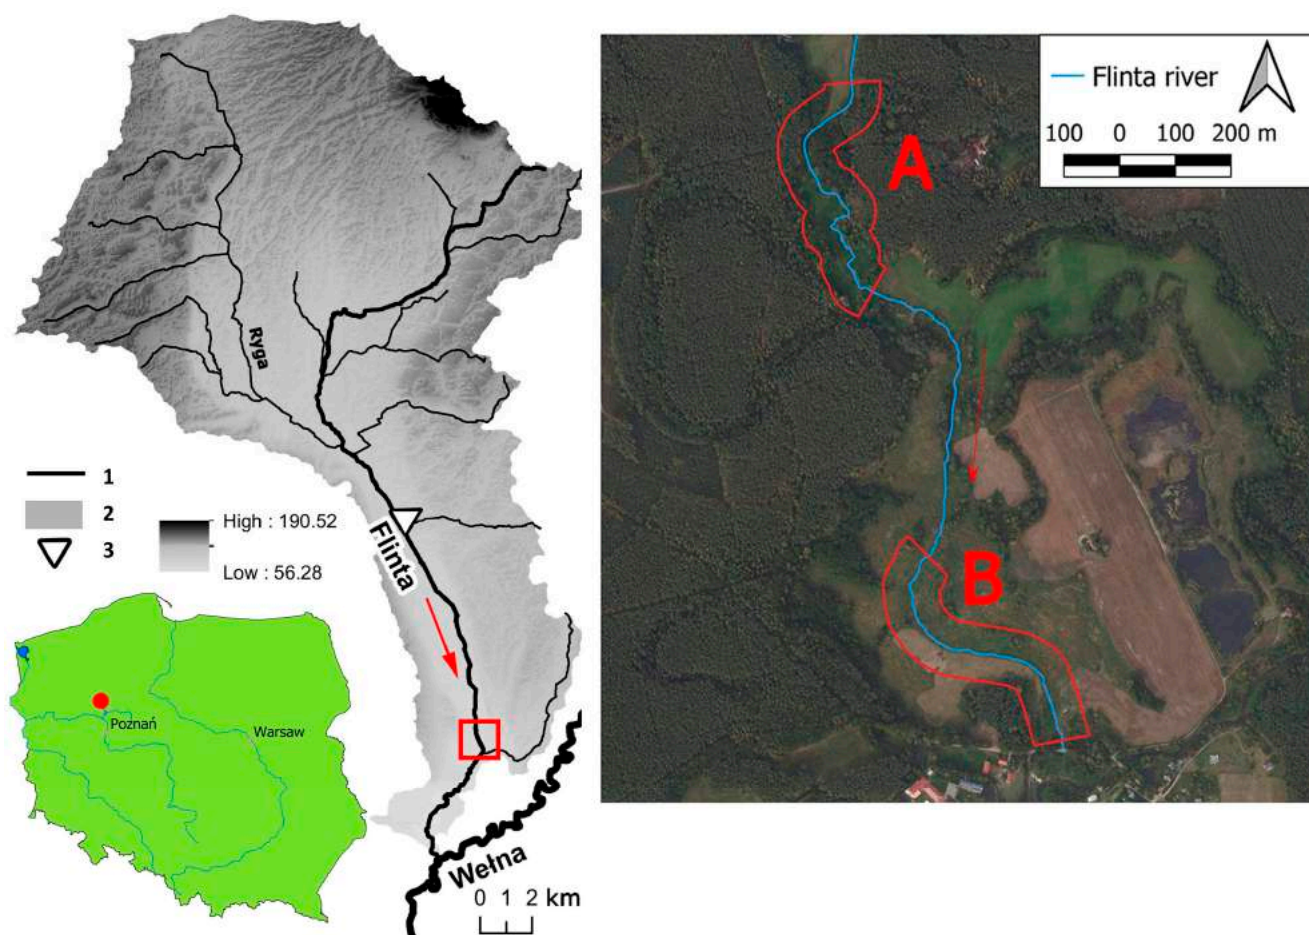 Ryga
1
2
3
High : 190.52
Low : 56.28
Flinta
Poznań
Warsaw
Wełna
0 1 2 km
Flinta river
100 0 100 200 m
A
B